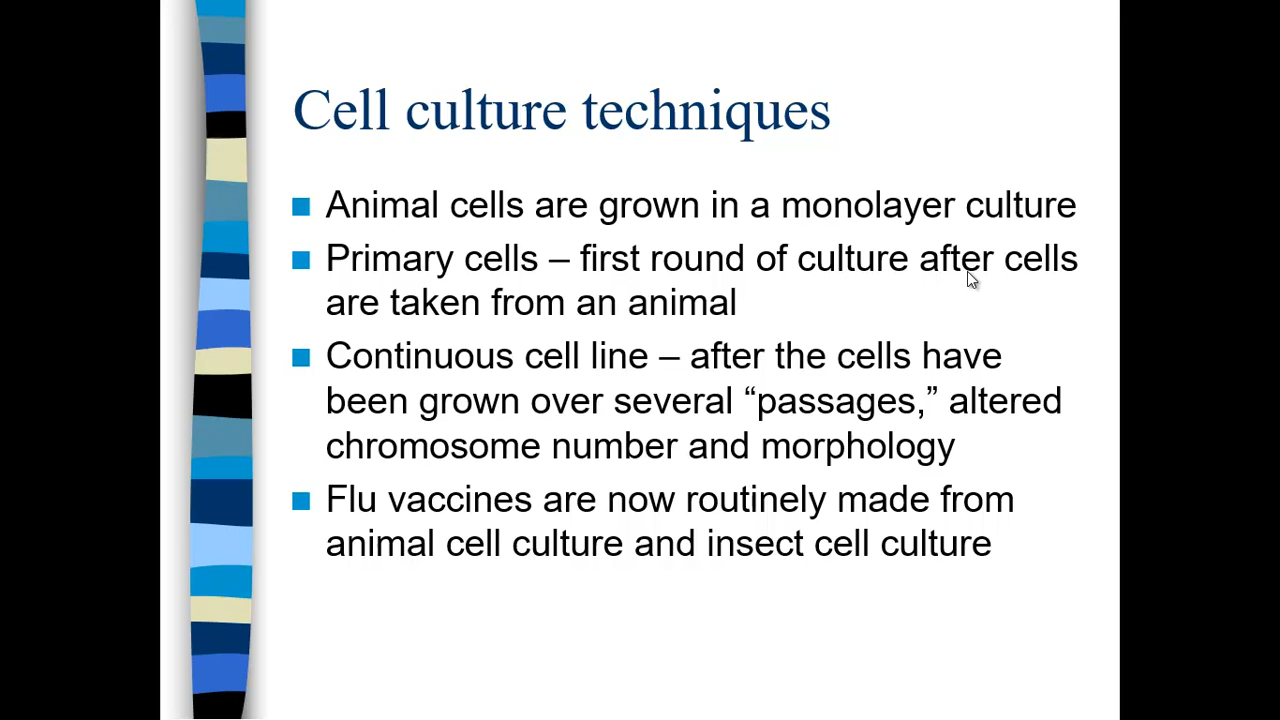 Cell culture techniques
■ Animal cells are grown in a monolayer culture
■ Primary cells – first round of culture after cells
are taken from an animal
■ Continuous cell line – after the cells have
been grown over several “passages,” altered
chromosome number and morphology
■ Flu vaccines are now routinely made from
animal cell culture and insect cell culture